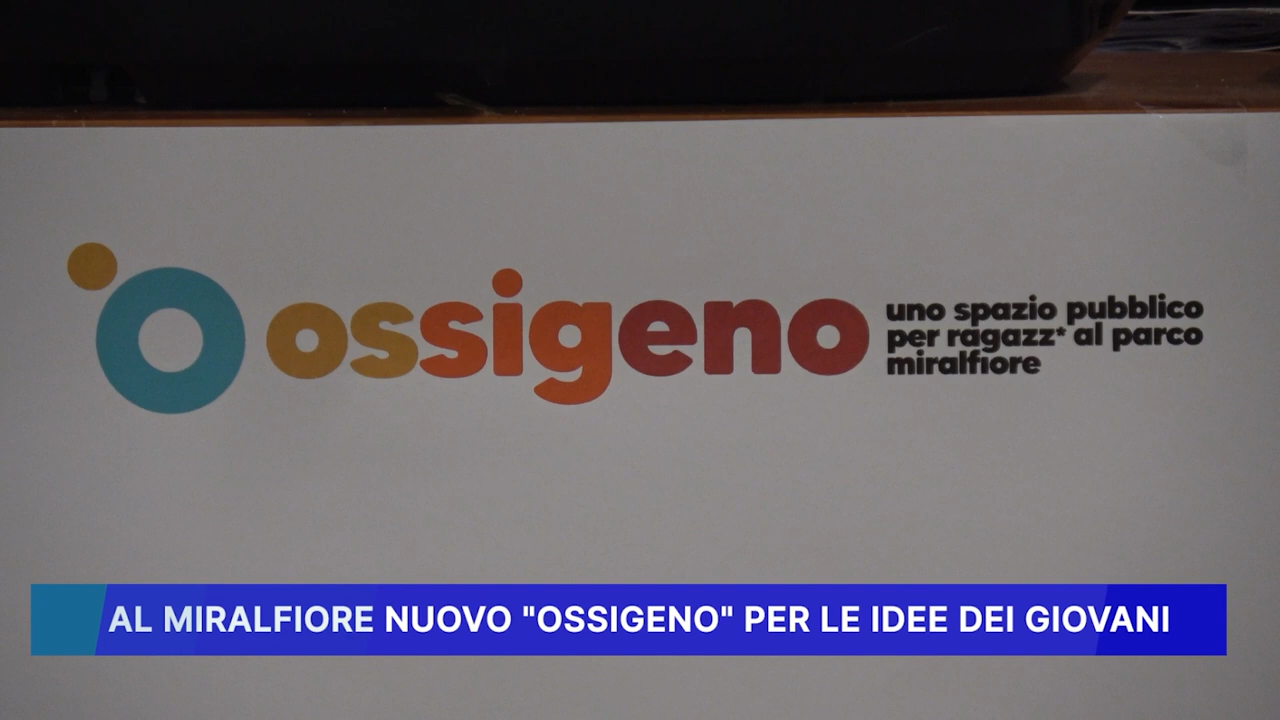 ossigeno
uno spazio pubblico
per ragazz* al parco
miralfiore
AL MIRALFIORE NUOVO "OSSIGENO" PER LE IDEE DEI GIOVANI